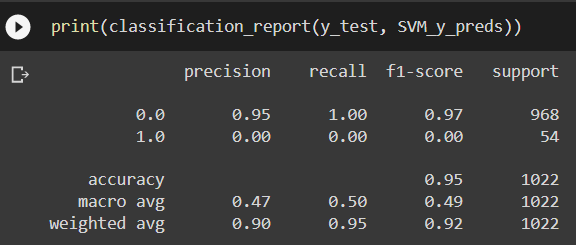 print(classification_report(y_test, SVM_y_preds))
precision recall f1-score support
0.0 0.95 1.00 0.97 968
1.0 0.00 0.00 0.00 54
accuracy 0.95 1022
macro avg 0.47 0.50 0.49 1022
weighted avg 0.90 0.95 0.92 1022